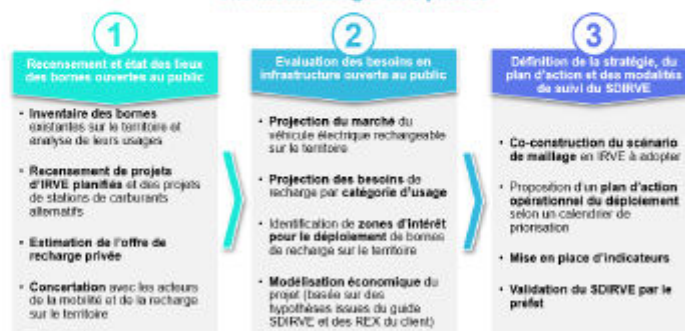 1
Recensement et état des lieux
des bornes ouvertes au public
• Inventaire des bornes
existantes sur le territoire et
analyse de leurs usages
• Recensement de projets
d'IRVE planifiés et des projets
de stations de carburants
alternatifs
• Estimation de l'offre de
recharge privée
• Concertation avec les acteurs
de la mobilité et de la recharge
sur le territoire
2
Evaluation des besoins en
infrastructure ouverte au public
• Projection du marché du
véhicule électrique rechargeable
sur le territoire
• Projection des besoins de
recharge par catégorie d'usage
• Identification de zones d'intérêt
pour le déploiement de bornes
de recharge sur le territoire
• Modélisation économique du
projet (basée sur des
hypothèses issues du guide
SDIRVE et des REX du client)
3
Définition de la stratégie, du
plan d'action et des modalités
de suivi du SDIRVE
• Co-construction du scénario
de maillage en IRVE à adopter
• Proposition d'un plan d'action
opérationnel du déploiement
selon un calendrier de
priorisation
• Mise en place d'indicateurs
• Validation du SDIRVE par le
préfet